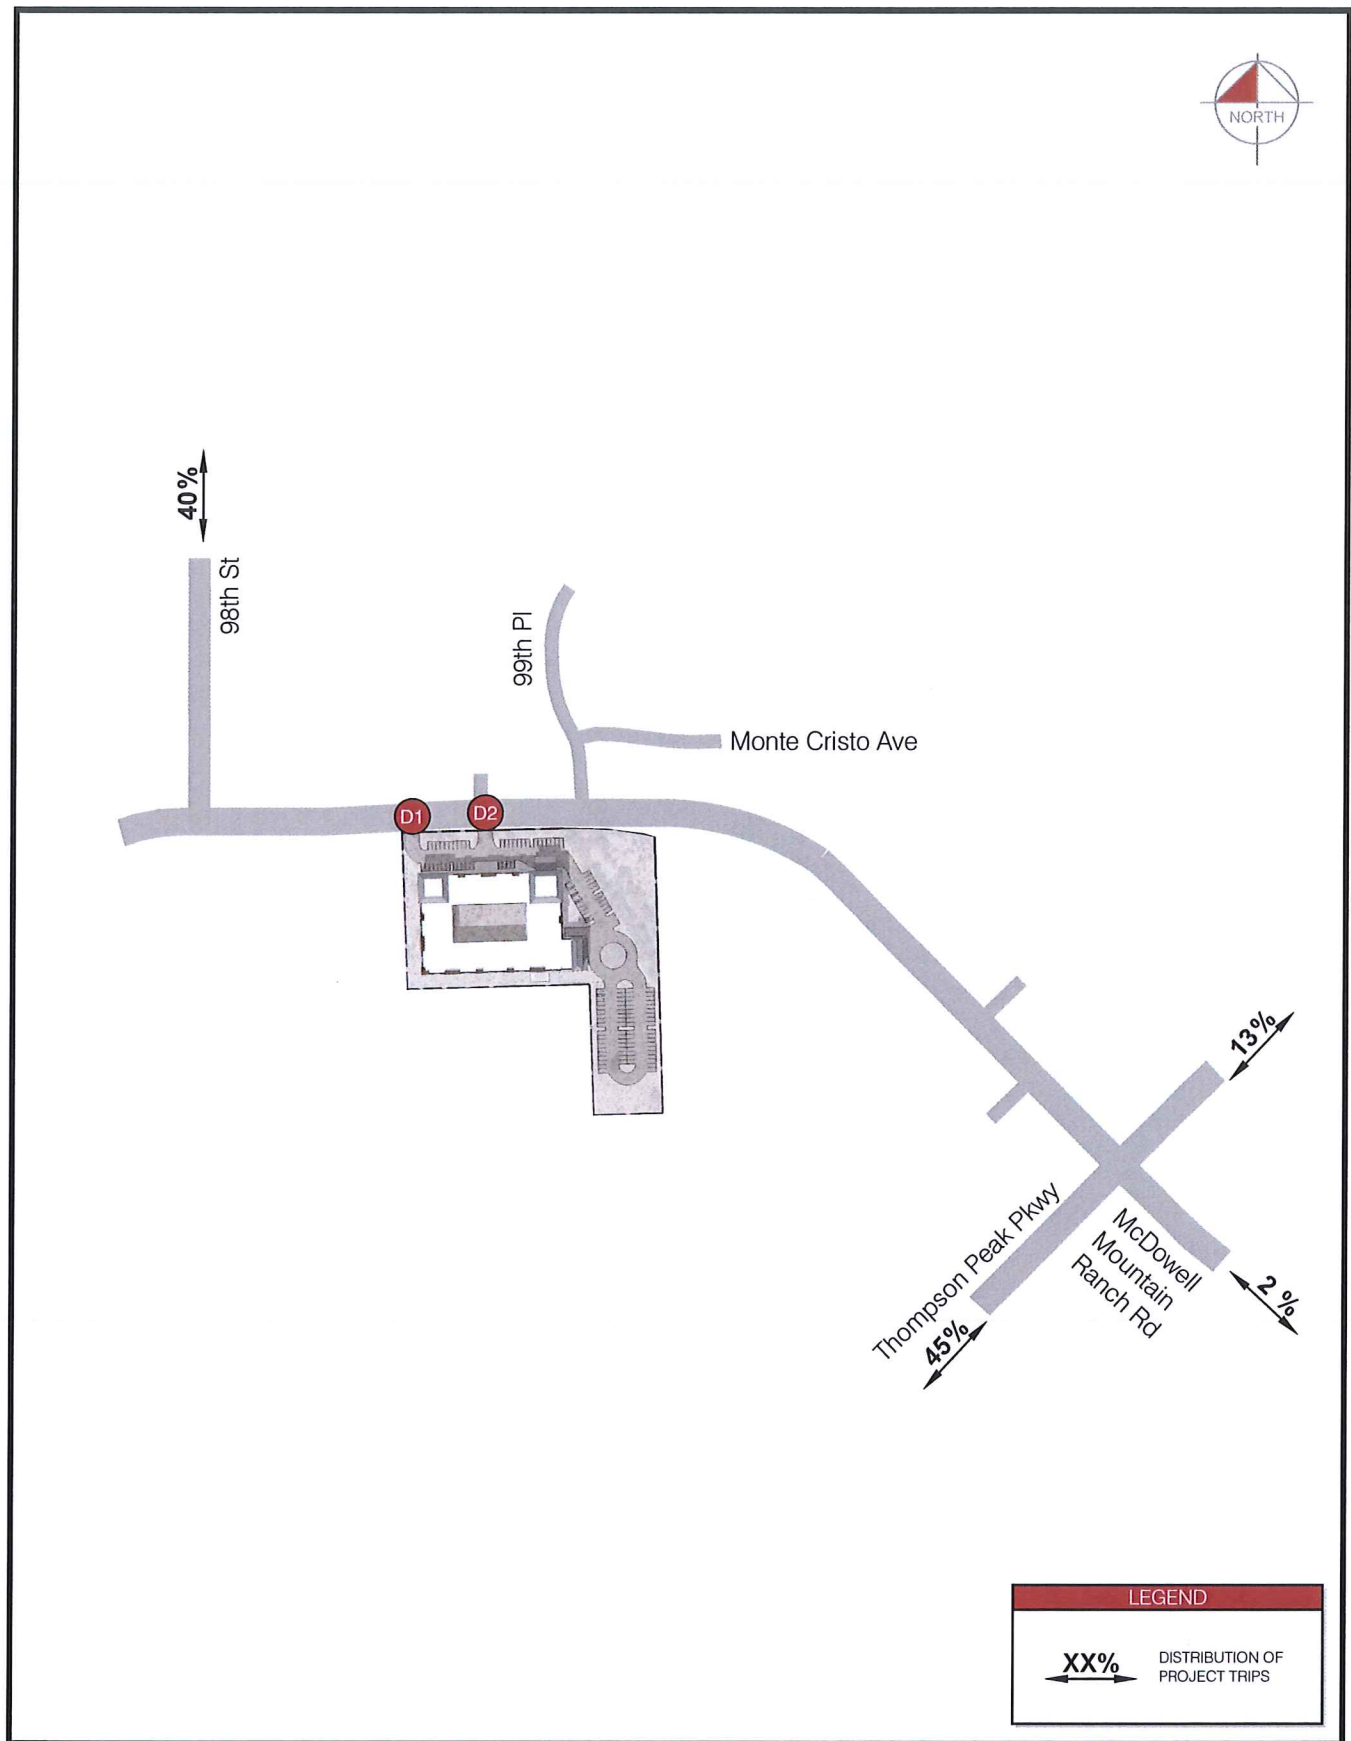 NORTH
40%
98th St
99th Pl
Monte Cristo Ave
D1
D2
13%
Thompson Peak Pkwy
McDowell
Mountain
Ranch Rd
45%
2 %
LEGEND
XX%
DISTRIBUTION OF
PROJECT TRIPS